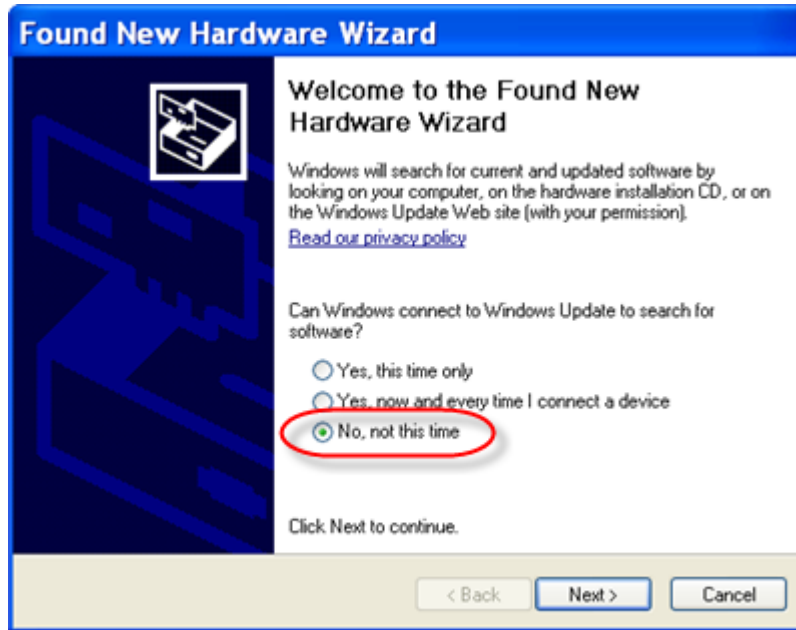 Found New Hardware Wizard
Welcome to the Found New
Hardware Wizard
Windows will search for current and updated software by
looking on your computer, on the hardware installation CD, or on
the Windows Update Web site (with your permission).
Read our privacy policy
Can Windows connect to Windows Update to search for
software?
Yes, this time only
Yes, now and every time I connect a device
No, not this time
Click Next to continue.
< Back
Next >
Cancel